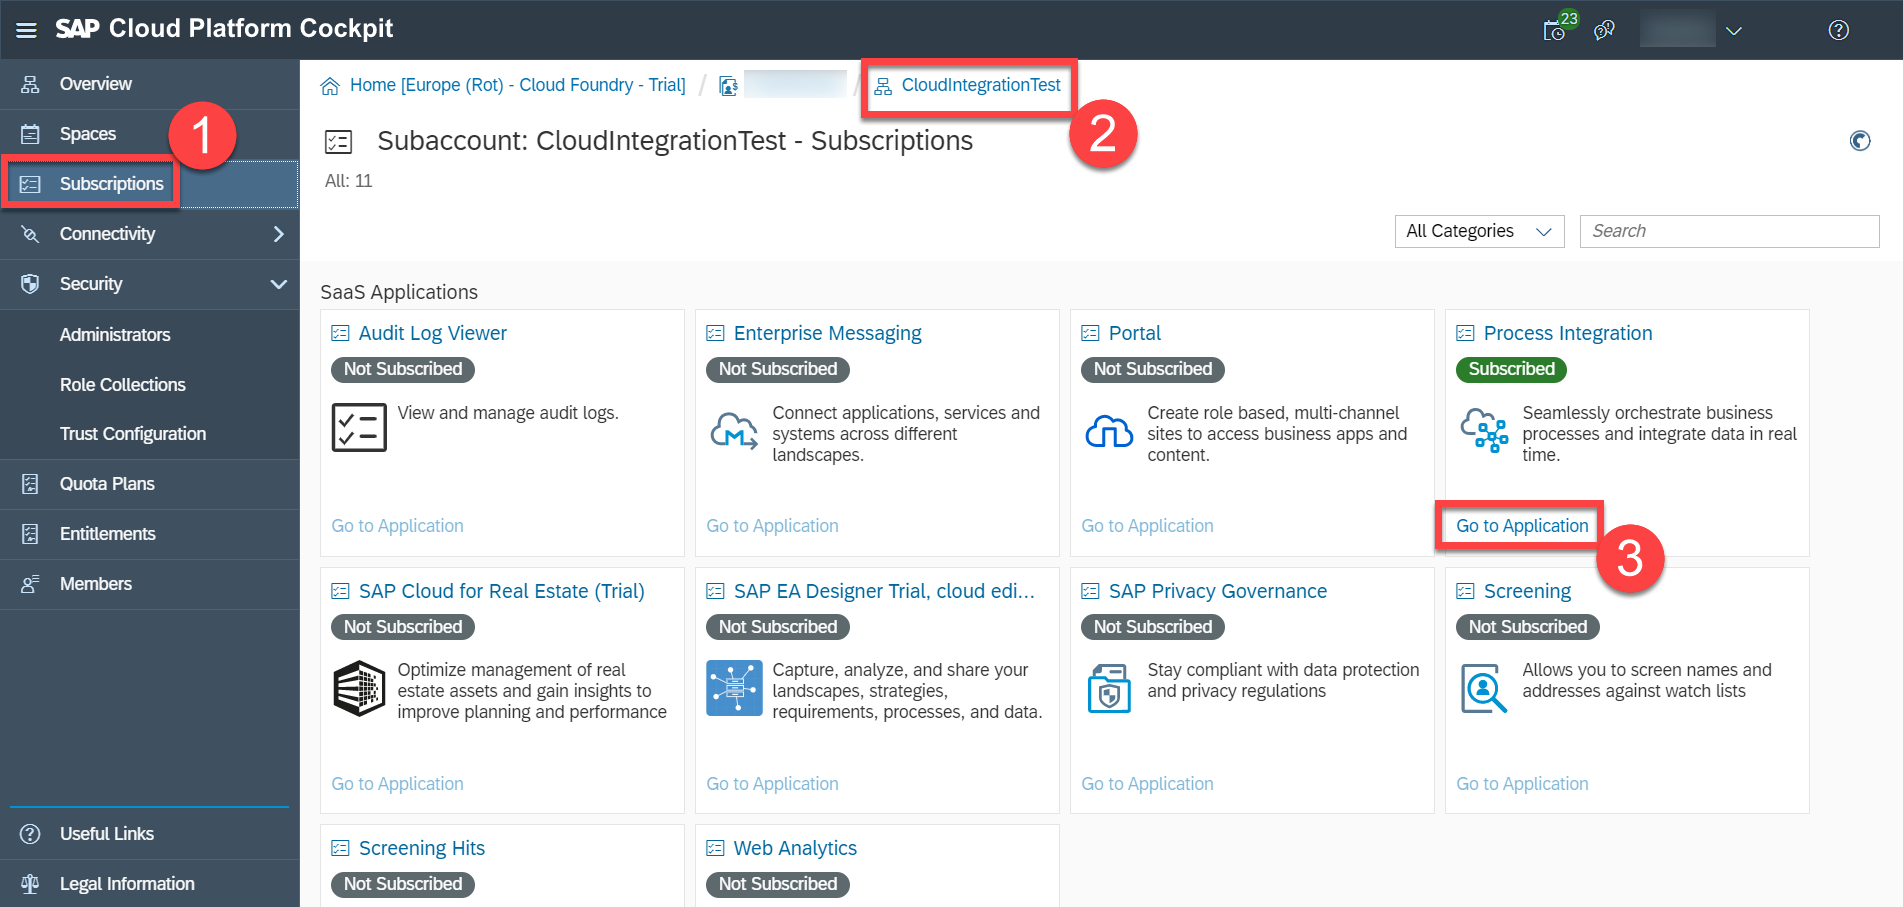 SAP Cloud Platform Cockpit
23
Overview
Spaces
1
Subscriptions
Connectivity
Security
Administrators
Role Collections
Trust Configuration
Quota Plans
Entitlements
Members
Useful Links
Legal Information
Home [Europe (Rot) - Cloud Foundry - Trial] / / CloudIntegrationTest
2
Subaccount: CloudIntegrationTest - Subscriptions
All: 11
All Categories
Search
SaaS Applications
Audit Log Viewer
Not Subscribed
View and manage audit logs.
Go to Application
Enterprise Messaging
Not Subscribed
Connect applications, services and
systems across different
landscapes.
Go to Application
Portal
Not Subscribed
Create role based, multi-channel
sites to access business apps and
content.
Go to Application
Process Integration
Subscribed
Seamlessly orchestrate business
processes and integrate data in real
time.
Go to Application
3
SAP Cloud for Real Estate (Trial)
Not Subscribed
Optimize management of real
estate assets and gain insights to
improve planning and performance
Go to Application
SAP EA Designer Trial, cloud edi...
Not Subscribed
Capture, analyze, and share your
landscapes, strategies,
requirements, processes, and data.
Go to Application
SAP Privacy Governance
Not Subscribed
Stay compliant with data protection
and privacy regulations
Go to Application
Screening
Not Subscribed
Allows you to screen names and
addresses against watch lists
Go to Application
Screening Hits
Not Subscribed
Web Analytics
Not Subscribed